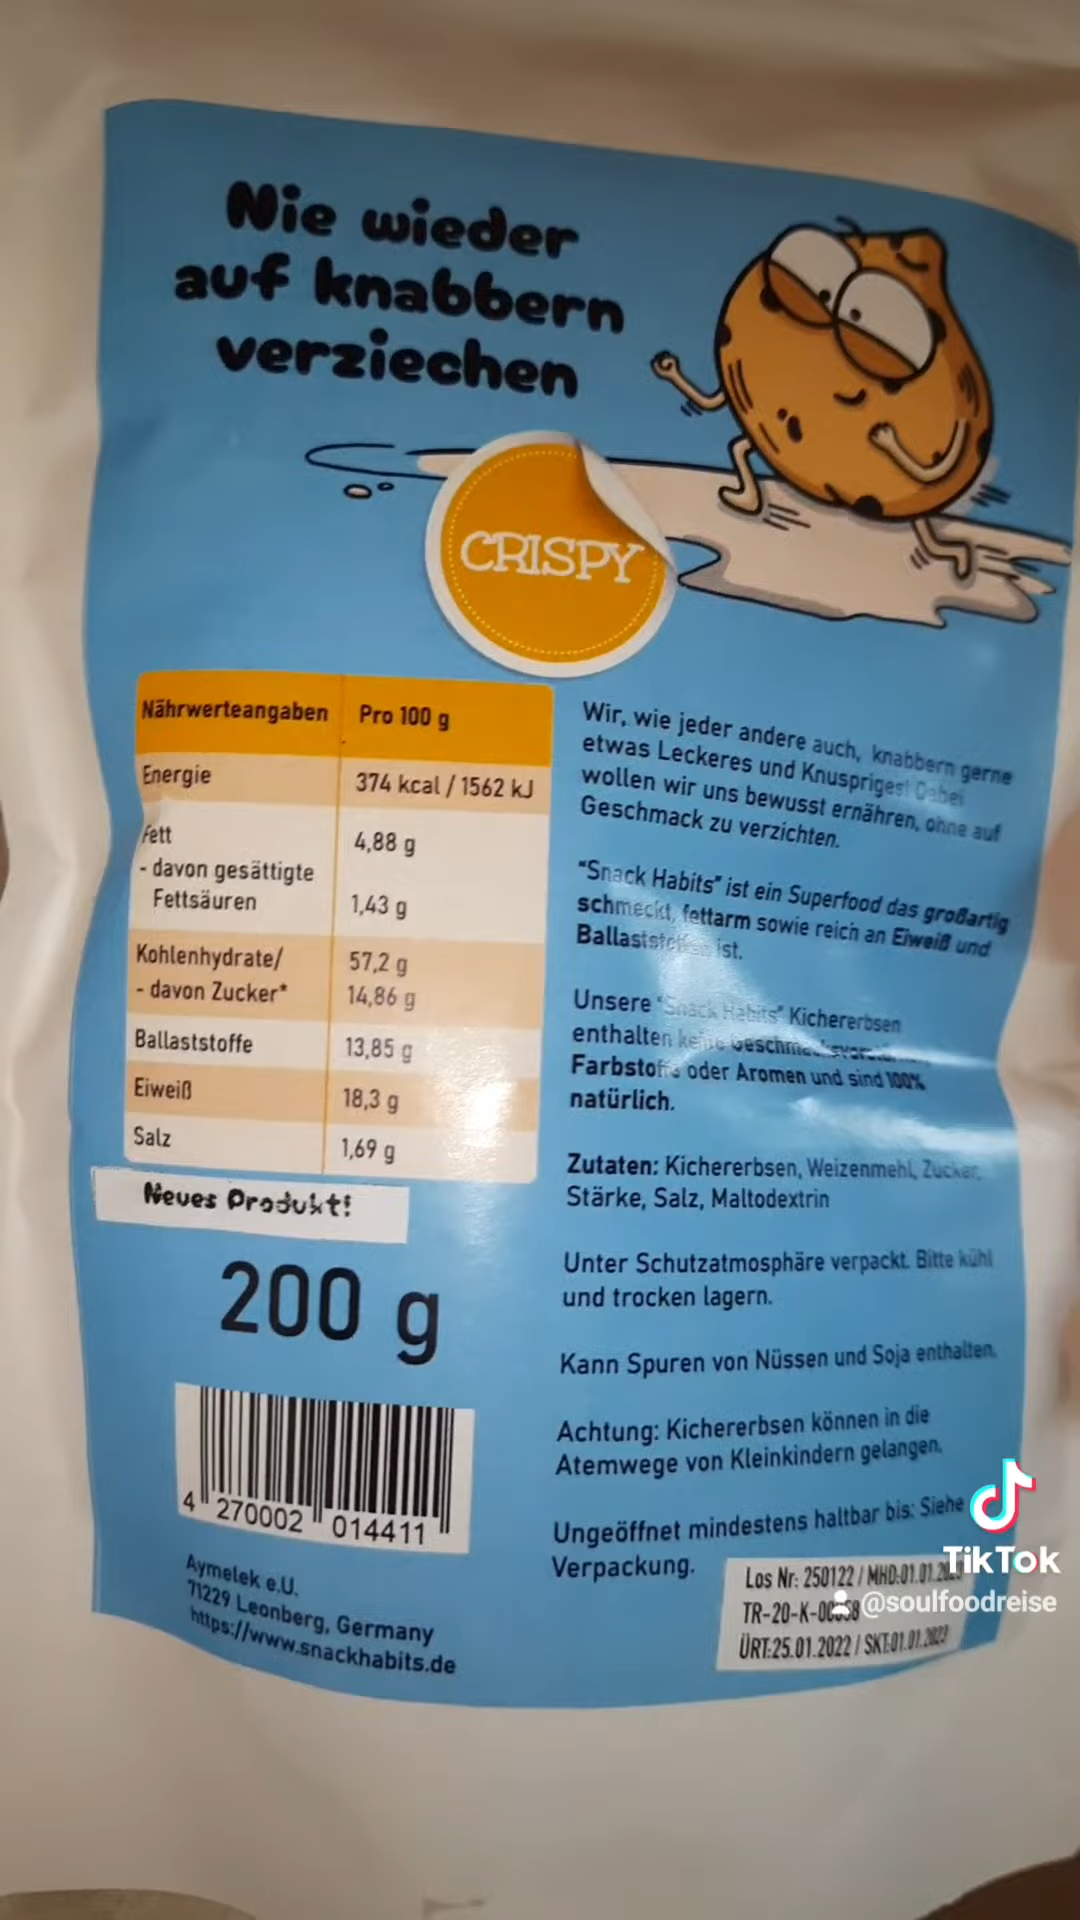 Nie wieder
auf knabbern
verziechen
CRISPY
Nährwerteangaben Pro 100 g
Energie 374 kcal / 1562 kJ
Fett 4,88 g
- davon gesättigte
Fettsäuren 1,43 g
Kohlenhydrate/ 57,2 g
- davon Zucker* 14,86 g
Ballaststoffe 13,85 g
Eiweiß 18,3 g
Salz 1,69 g
Neues Produkt!
200 g
4 270002 014411
Aymelek e.U.
71229 Leonberg, Germany
https://www.snackhabits.de
Wir, wie jeder andere auch, knabbern gerne
etwas Leckeres und Knuspriges! Dabei
wollen wir uns bewusst ernähren, ohne auf
Geschmack zu verzichten.
"Snack Habits" ist ein Superfood das großartig
schmeckt, fettarm sowie reich an Eiweiß und
Ballaststoffen ist.
Unsere "Snack Habits" Kichererbsen
enthalten keine
Farbstoffe oder Aromen und sind 100%
natürlich.
Zutaten: Kichererbsen, Weizenmehl, Zucker,
Stärke, Salz, Maltodextrin
Unter Schutzatmosphäre verpackt. Bitte kühl
und trocken lagern.
Kann Spuren von Nüssen und Soja enthalten.
Achtung: Kichererbsen können in die
Atemwege von Kleinkindern gelangen.
Ungeöffnet mindestens haltbar bis: Siehe
Verpackung.
Los Nr: 250122 / MHD:01.01.
ÜRT:25.01.2022 / SKT:01.01.2023
TikTok
@soulfoodreise